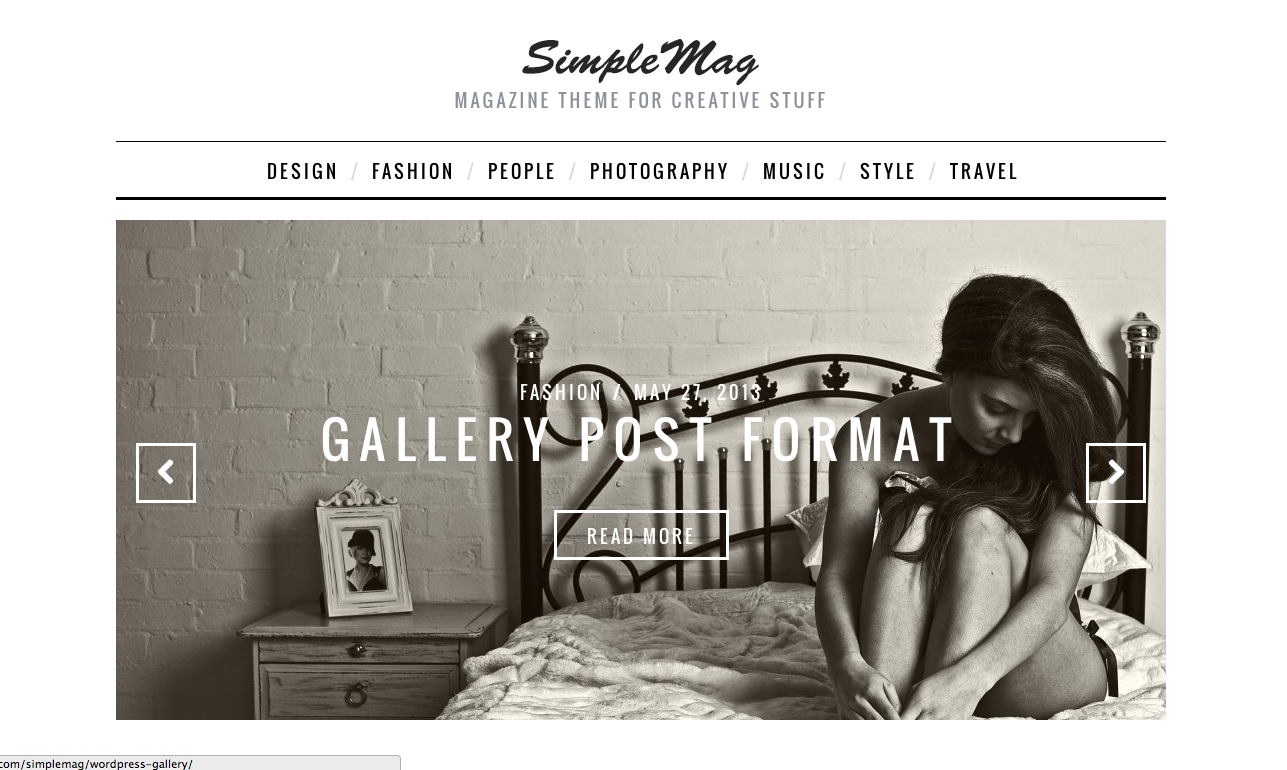 SimpleMag
MAGAZINE THEME FOR CREATIVE STUFF
DESIGN / FASHION / PEOPLE / PHOTOGRAPHY / MUSIC / STYLE / TRAVEL
FASHION / MAY 27, 2013
GALLERY POST FORMAT
READ MORE
com/simplemag/wordpress-gallery/